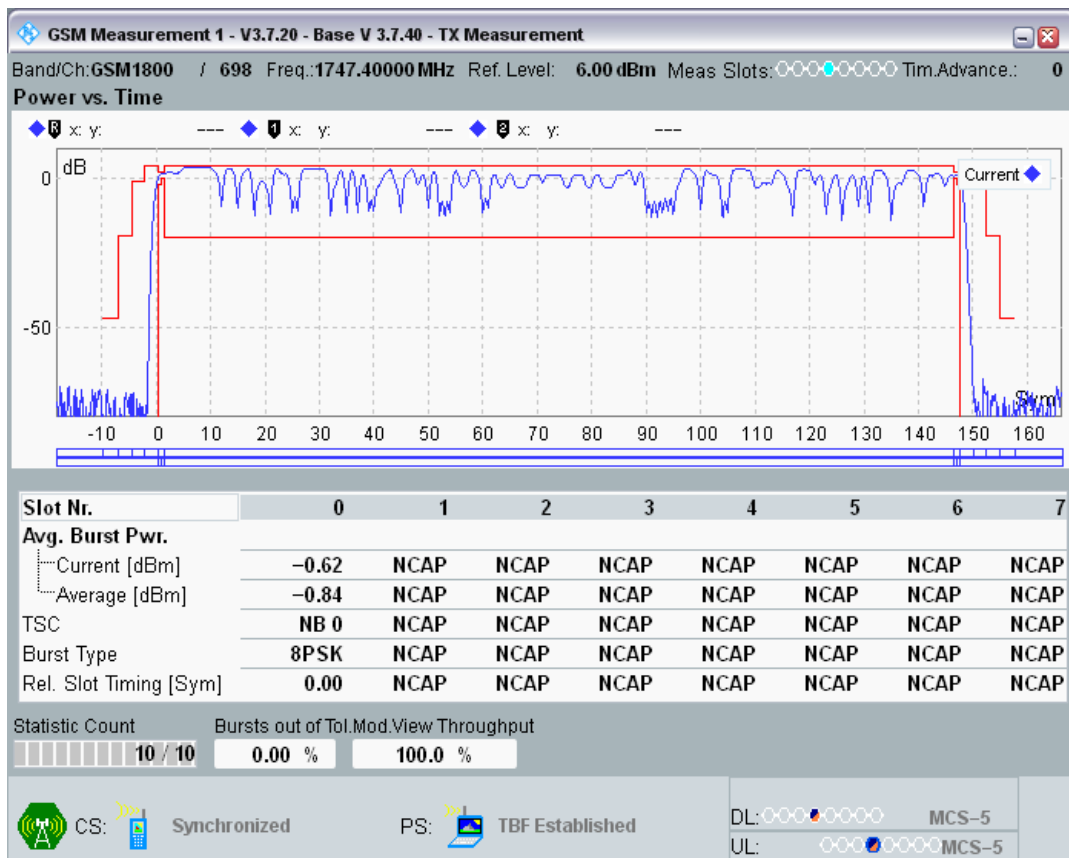 GSM Measurement 1 - V3.7.20 - Base V 3.7.40 - TX Measurement
Band/Ch:GSM1800 / 698 Freq.:1747.40000 MHz Ref. Level: 6.00 dBm Meas Slots: Tim.Advance.: 0
Power vs. Time
R x: y: --- 1 x: y: --- 2 x: y: ---
dB
Current
0
-50
Sym
-10 0 10 20 30 40 50 60 70 80 90 100 110 120 130 140 150 160
Slot Nr. 0 1 2 3 4 5 6 7
Avg. Burst Pwr.
Current [dBm] −0.62 NCAP NCAP NCAP NCAP NCAP NCAP NCAP
Average [dBm] −0.84 NCAP NCAP NCAP NCAP NCAP NCAP NCAP
TSC NB 0 NCAP NCAP NCAP NCAP NCAP NCAP NCAP
Burst Type 8PSK NCAP NCAP NCAP NCAP NCAP NCAP NCAP
Rel. Slot Timing [Sym] 0.00 NCAP NCAP NCAP NCAP NCAP NCAP NCAP
Statistic Count Bursts out of Tol. Mod.View Throughput
10 / 10 0.00 % 100.0 %
CS: Synchronized PS: TBF Established
DL: MCS−5
UL: MCS−5